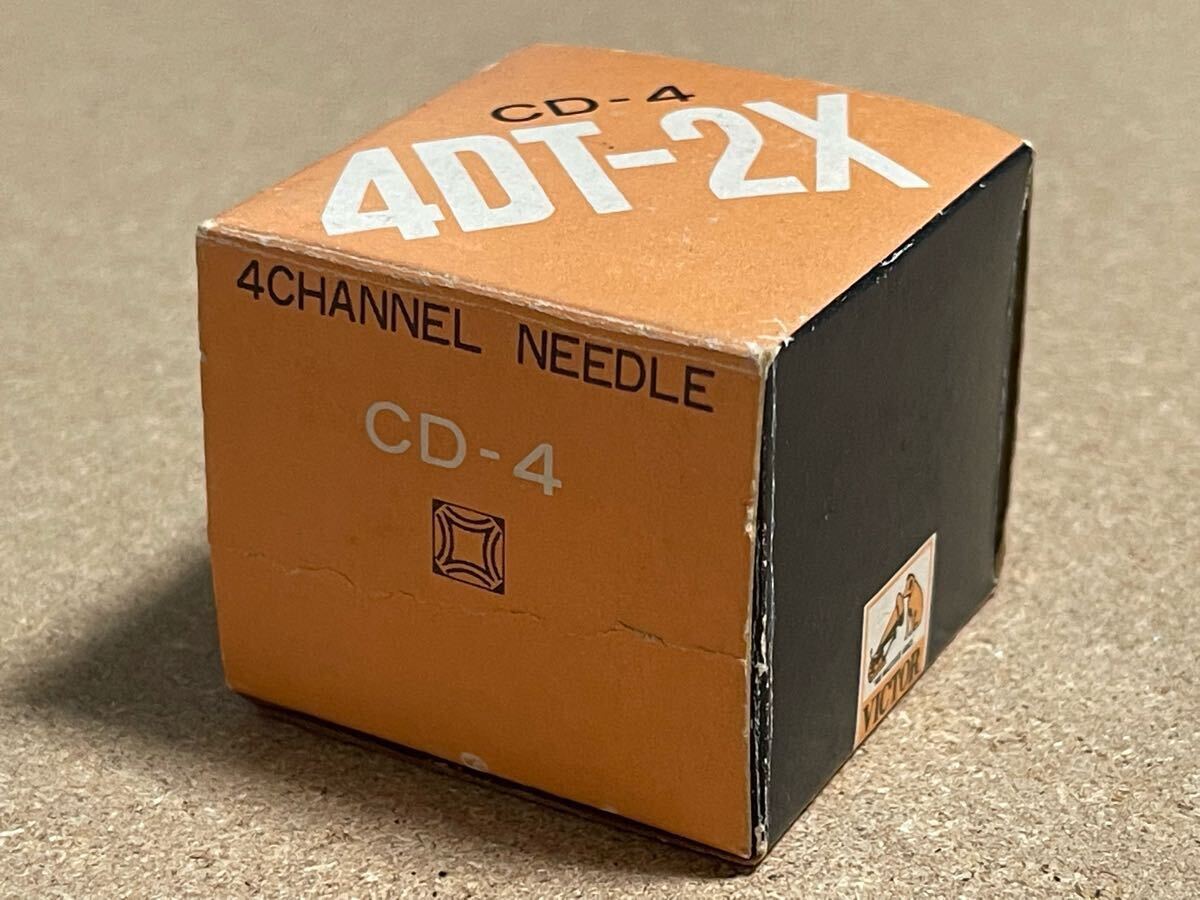 CD-4
4DT-2X
4CHANNEL NEEDLE
CD-4
VICTOR